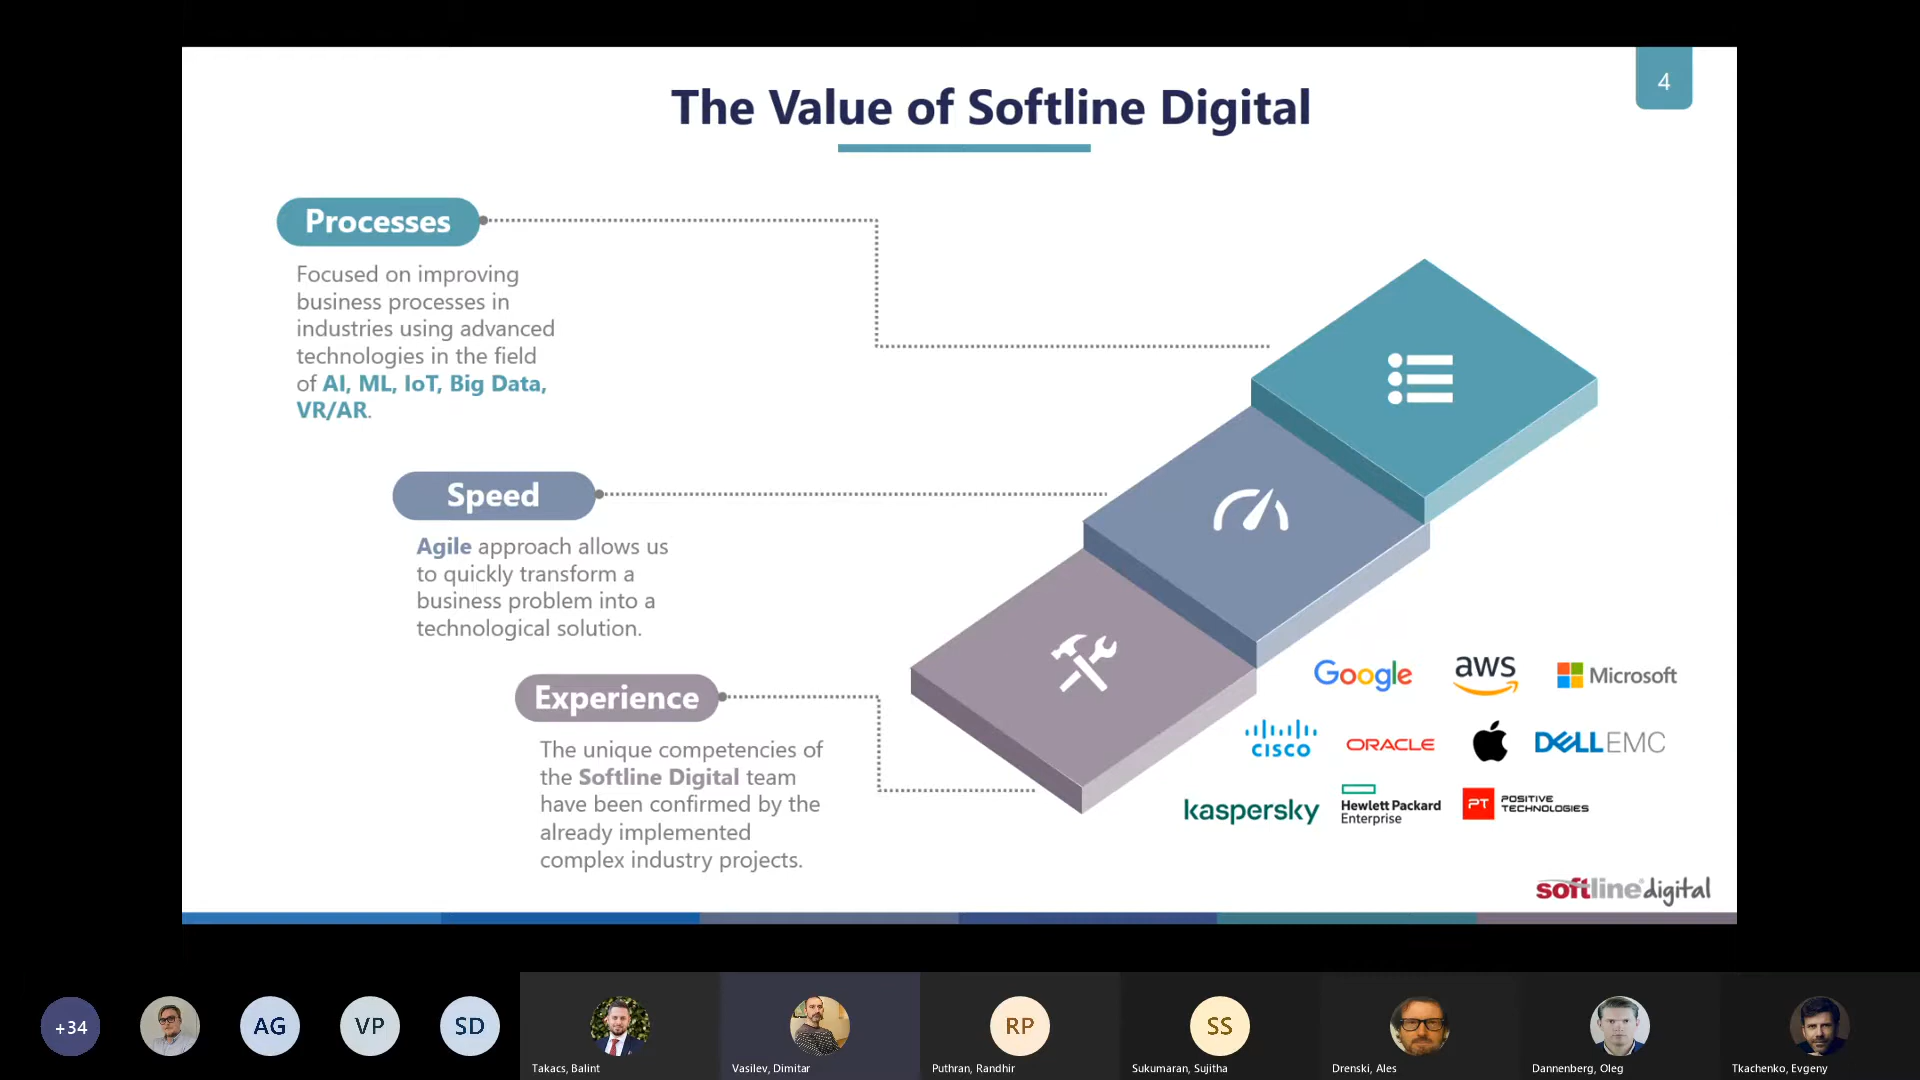 4
The Value of Softline Digital
Processes
Focused on improving
business processes in
industries using advanced
technologies in the field
of AI, ML, IoT, Big Data,
VR/AR.
Speed
Agile approach allows us
to quickly transform a
business problem into a
technological solution.
Experience
The unique competencies of
the Softline Digital team
have been confirmed by the
already implemented
complex industry projects.
Google
aws
Microsoft
CISCO
ORACLE
DELL EMC
kaspersky
Hewlett Packard
Enterprise
PT
POSITIVE
TECHNOLOGIES
softline® digital
+34
AG
VP
SD
RP
SS
Takacs, Balint
Vasilev, Dimitar
Puthran, Randhir
Sukumaran, Sujitha
Drenski, Ales
Dannenberg, Oleg
Tkachenko, Evgeny